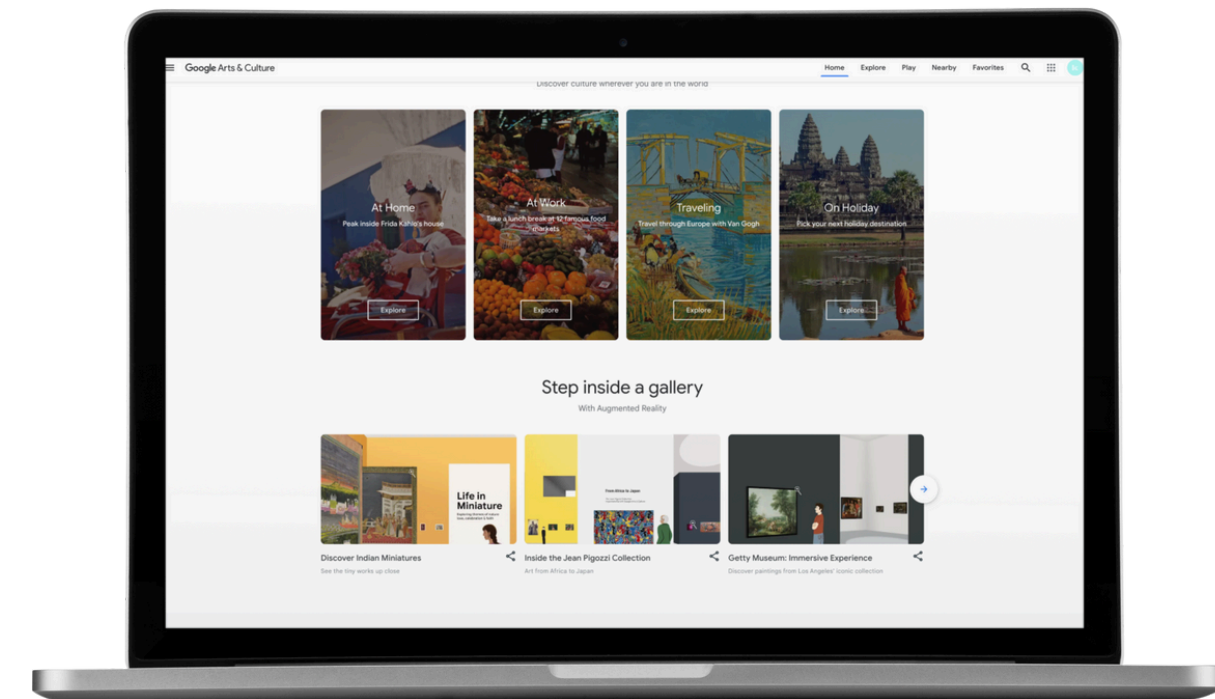 Google Arts & Culture
Home Explore Play Nearby Favorites
Discover culture wherever you are in the world
At Home
Peak inside Frida Kahlo's house
Explore
At Work
Take a lunch break at 12 famous food
markets
Explore
Traveling
Travel through Europe with Van Gogh
Explore
On Holiday
Pick your next holiday destination
Explore
Step inside a gallery
With Augmented Reality
Life in
Miniature
From Africa to Japan
Discover Indian Miniatures
See the tiny works up close
Inside the Jean Pigozzi Collection
Art from Africa to Japan
Getty Museum: Immersive Experience
Discover paintings from Los Angeles' iconic collection